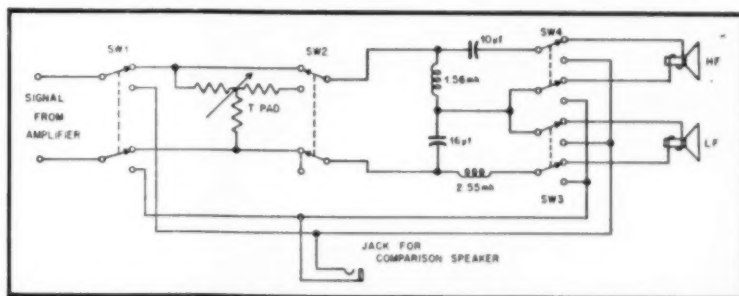 SW1
SIGNAL
FROM
AMPLIFIER
T PAD
SW2
10µf
1.56mh
16µf
2.55mh
SW4
HF
LF
SW3
JACK FOR
COMPARISON SPEAKER